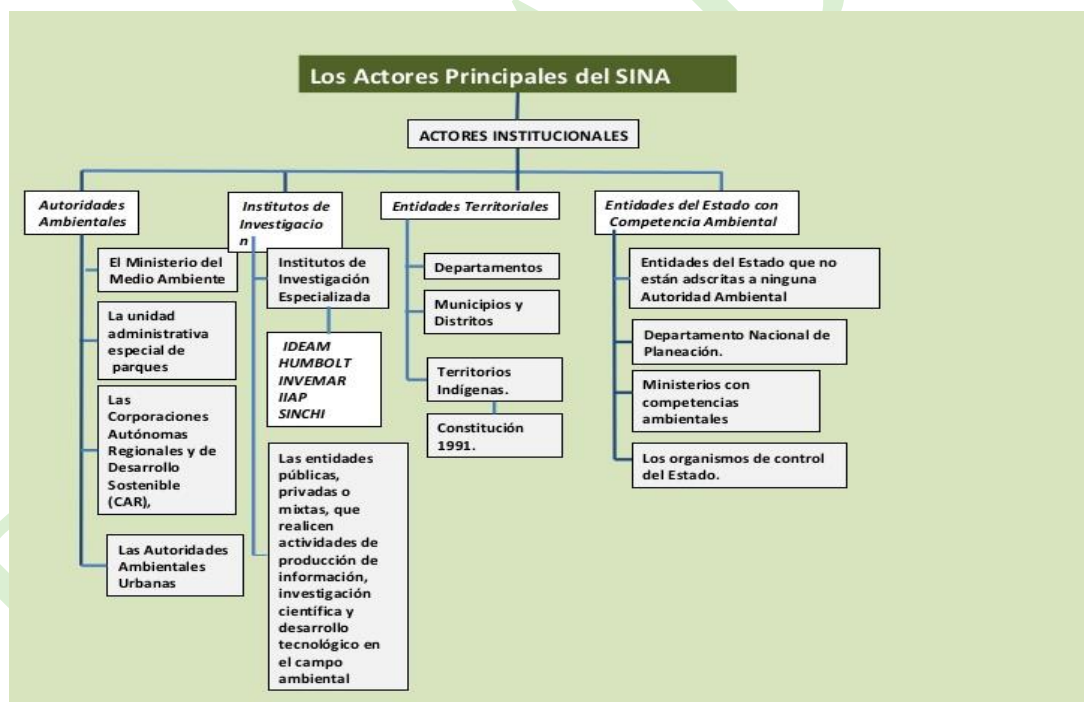 Los Actores Principales del SINA
ACTORES INSTITUCIONALES
Autoridades
Ambientales
El Ministerio del
Medio Ambiente
La unidad
administrativa
especial de
parques
Las
Corporaciones
Autónomas
Regionales y de
Desarrollo
Sostenible
(CAR),
Las Autoridades
Ambientales
Urbanas
Institutos de
Investigacio
n
Institutos de
Investigación
Especializada
IDEAM
HUMBOLT
INVEMAR
IIAP
SINCHI
Las entidades
públicas,
privadas o
mixtas, que
realicen
actividades de
producción de
información,
investigación
científica y
desarrollo
tecnológico en
el campo
ambiental
Entidades Territoriales
Departamentos
Municipios y
Distritos
Territorios
Indígenas.
Constitución
1991.
Entidades del Estado con
Competencia Ambiental
Entidades del Estado que no
están adscritas a ninguna
Autoridad Ambiental
Departamento Nacional de
Planeación.
Ministerios con
competencias
ambientales
Los organismos de control
del Estado.